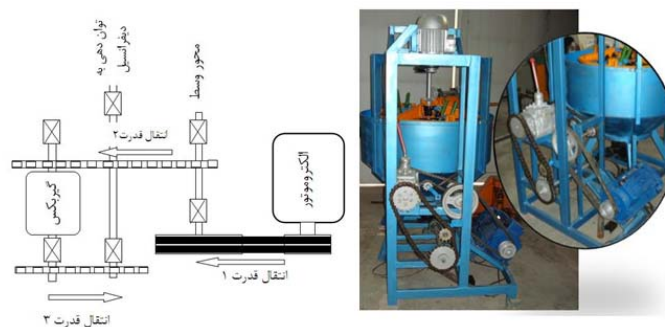 توان دهی به
دیفرانسیل
محور وسط
انتقال قدرت۲
گیربکس
الکتروموتور
انتقال قدرت ۱
انتقال قدرت ۳